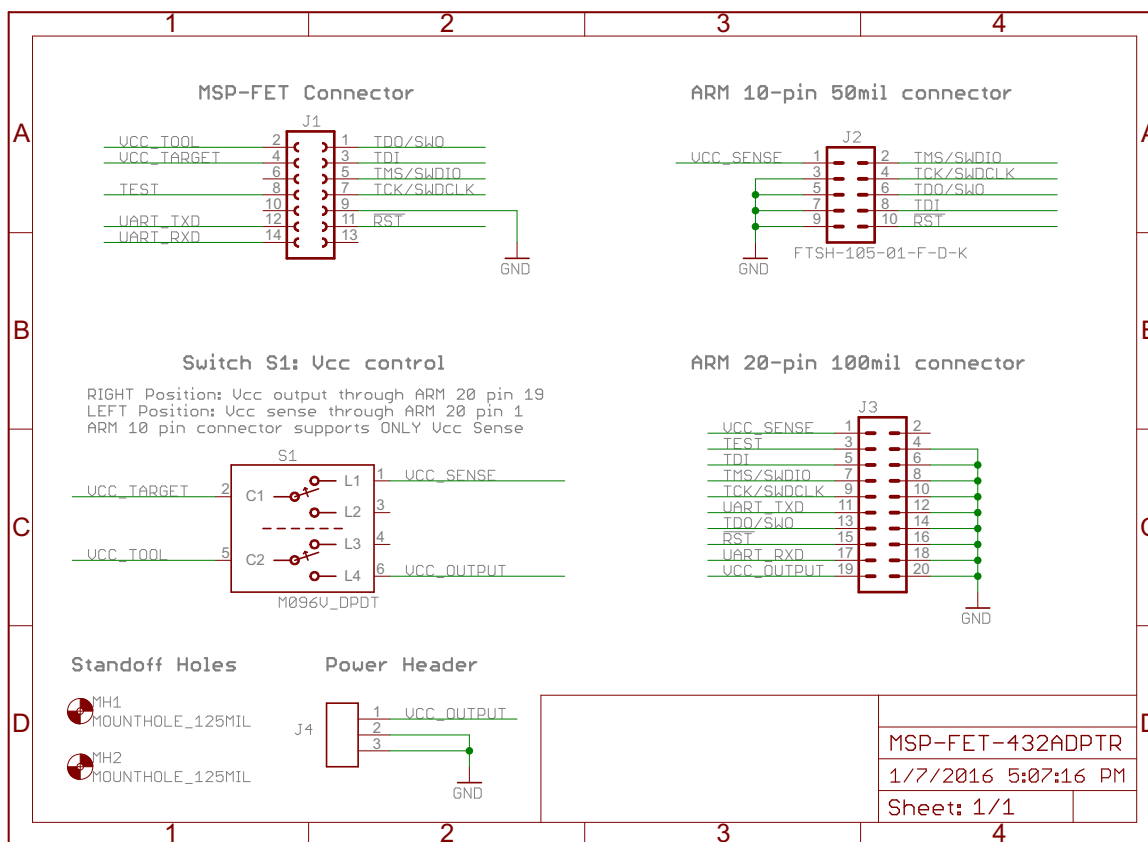 1 2 3 4
A A
MSP-FET Connector
J1
VCC_TOOL 2 1 TDO/SWO
VCC_TARGET 4 3 TDI
6 5 TMS/SWDIO
TEST 8 7 TCK/SWDCLK
10 9
UART_TXD 12 11 RST
UART_RXD 14 13
GND
ARM 10-pin 50mil connector
J2
VCC_SENSE 1 2 TMS/SWDIO
3 4 TCK/SWDCLK
5 6 TDO/SWO
7 8 TDI
9 10 RST
FTSH-105-01-F-D-K
GND
B B
Switch S1: Vcc control
RIGHT Position: Vcc output through ARM 20 pin 19
LEFT Position: Vcc sense through ARM 20 pin 1
ARM 10 pin connector supports ONLY Vcc Sense
S1
VCC_TARGET 2 C1 L1 1 VCC_SENSE
L2 3
L3 4
VCC_TOOL 5 C2 L4 6 VCC_OUTPUT
M096V_DPDT
ARM 20-pin 100mil connector
J3
VCC_SENSE 1 2
TEST 3 4
TDI 5 6
TMS/SWDIO 7 8
TCK/SWDCLK 9 10
UART_TXD 11 12
TDO/SWO 13 14
RST 15 16
UART_RXD 17 18
VCC_OUTPUT 19 20
GND
C C
Standoff Holes
MH1
MOUNTHOLE_125MIL
MH2
MOUNTHOLE_125MIL
Power Header
J4
1 VCC_OUTPUT
2
3
GND
D D
MSP-FET-432ADPTR
1/7/2016 5:07:16 PM
Sheet: 1/1
1 2 3 4